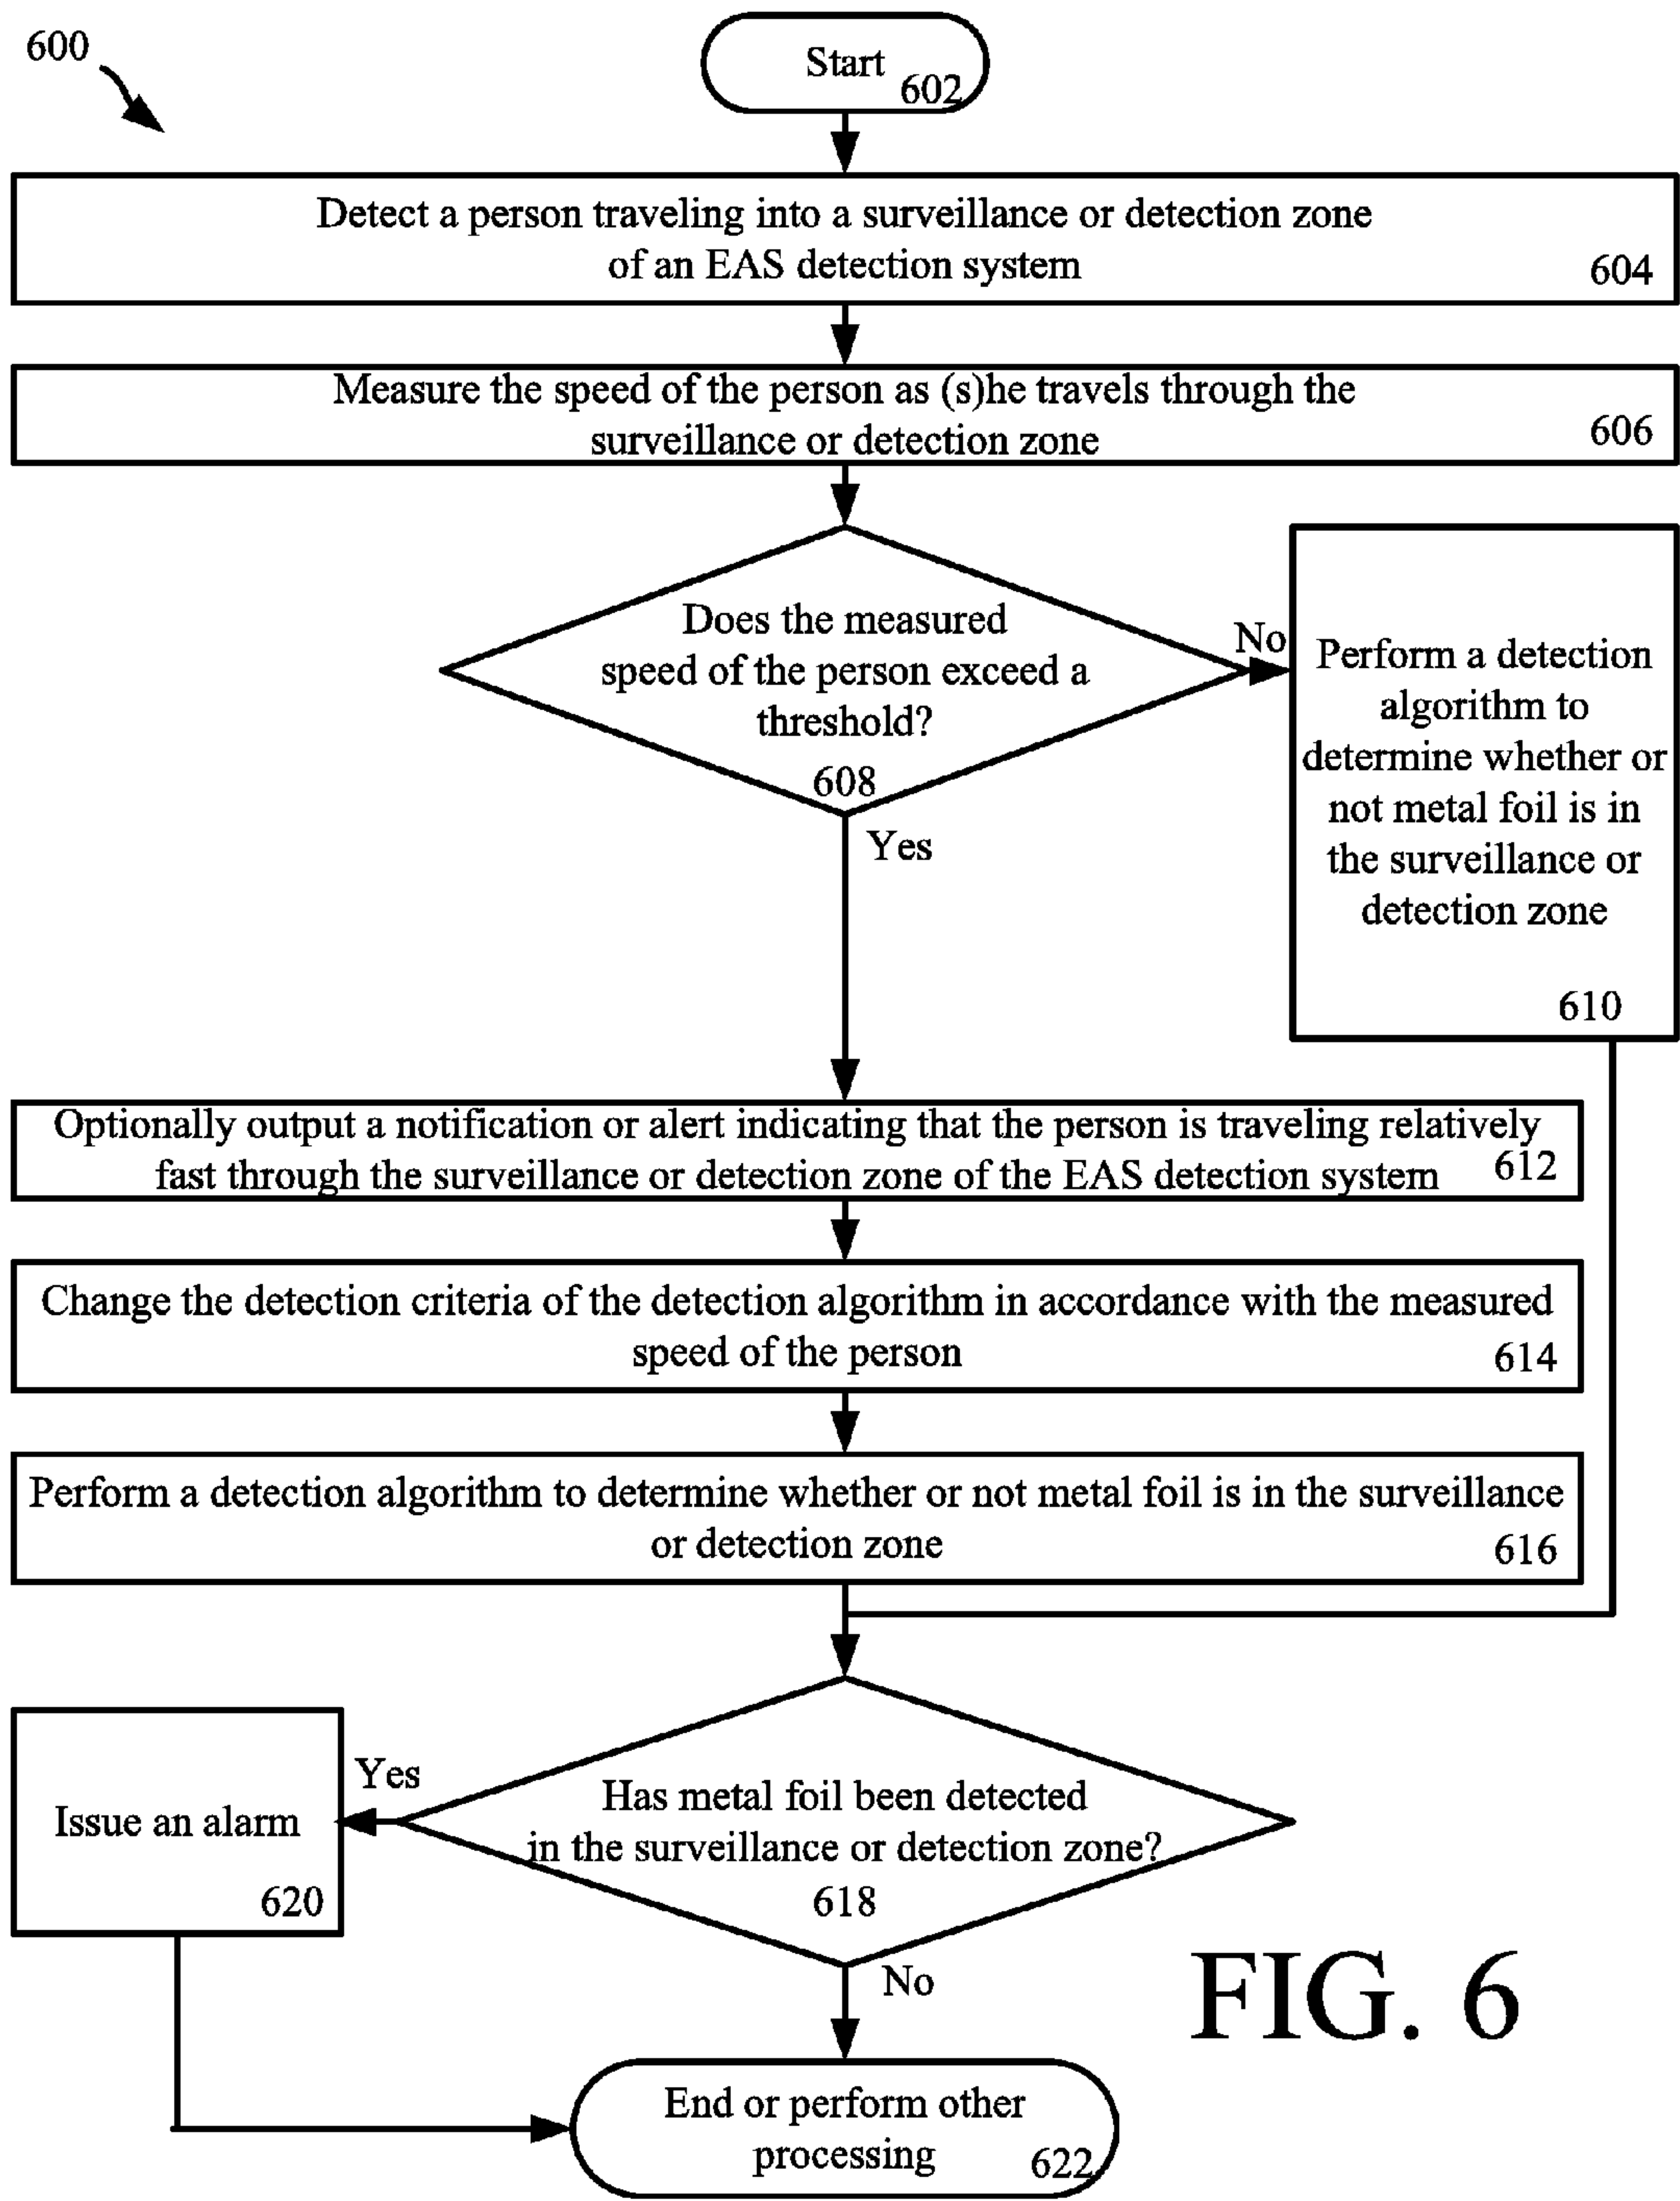 600
Start
602
Detect a person traveling into a surveillance or detection zone
of an EAS detection system
604
Measure the speed of the person as (s)he travels through the
surveillance or detection zone
606
Does the measured
speed of the person exceed a
threshold?
608
No
Yes
Perform a detection
algorithm to
determine whether or
not metal foil is in
the surveillance or
detection zone
610
Optionally output a notification or alert indicating that the person is traveling relatively
fast through the surveillance or detection zone of the EAS detection system
612
Change the detection criteria of the detection algorithm in accordance with the measured
speed of the person
614
Perform a detection algorithm to determine whether or not metal foil is in the surveillance
or detection zone
616
Has metal foil been detected
in the surveillance or detection zone?
618
Yes
Issue an alarm
620
No
End or perform other
processing
622
FIG. 6